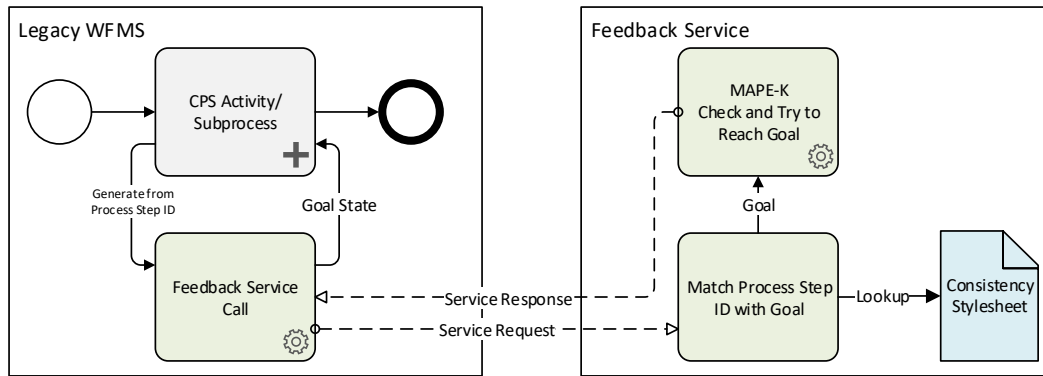 Legacy WFMS
CPS Activity/
Subprocess
Generate from
Process Step ID
Goal State
Feedback Service
Call
Service Response
Service Request
Feedback Service
MAPE-K
Check and Try to
Reach Goal
Goal
Match Process Step
ID with Goal
Lookup
Consistency
Stylesheet